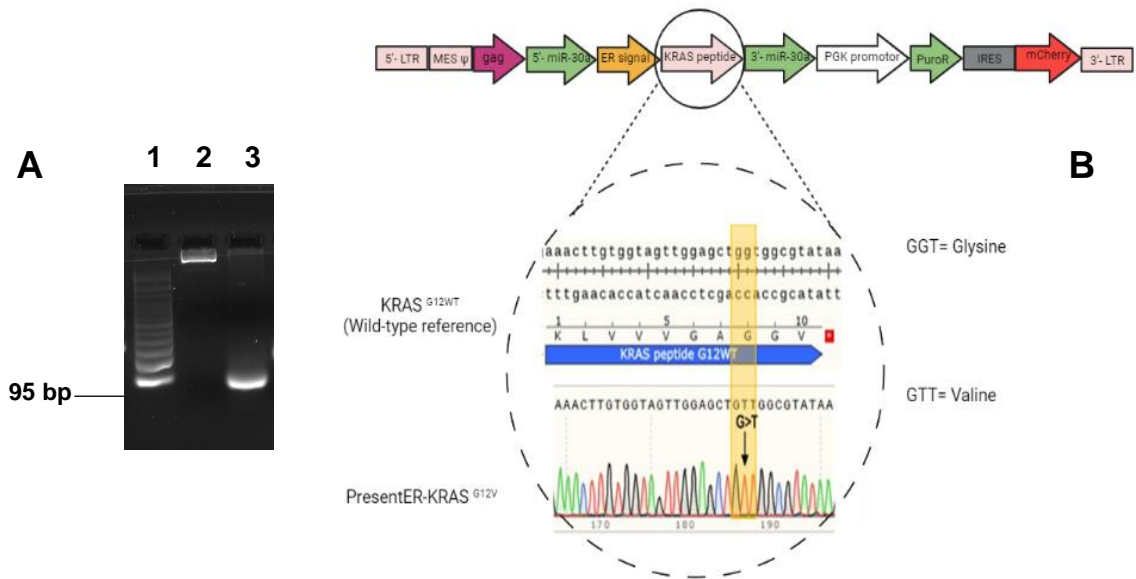 5'- LTR MES ψ gag 5'- miR-30a ER signal KRAS peptide 3'- miR-30a PGK promotor PuroR IRES mCherry 3'- LTR
A
1 2 3
95 bp
B
aaacttgtggtagttggagctggtggcgtataa
tttgaacaccatcaacctcgaccaccgcatatt
1 5 10
K L V V V G A G G V *
KRAS peptide G12WT
KRAS G12WT
(Wild-type reference)
GGT= Glysine
AAACTTGTGGTAGTTGGAGCTGTTGGCGTATAA
G>T
170 180 190
PresentER-KRAS G12V
GTT= Valine